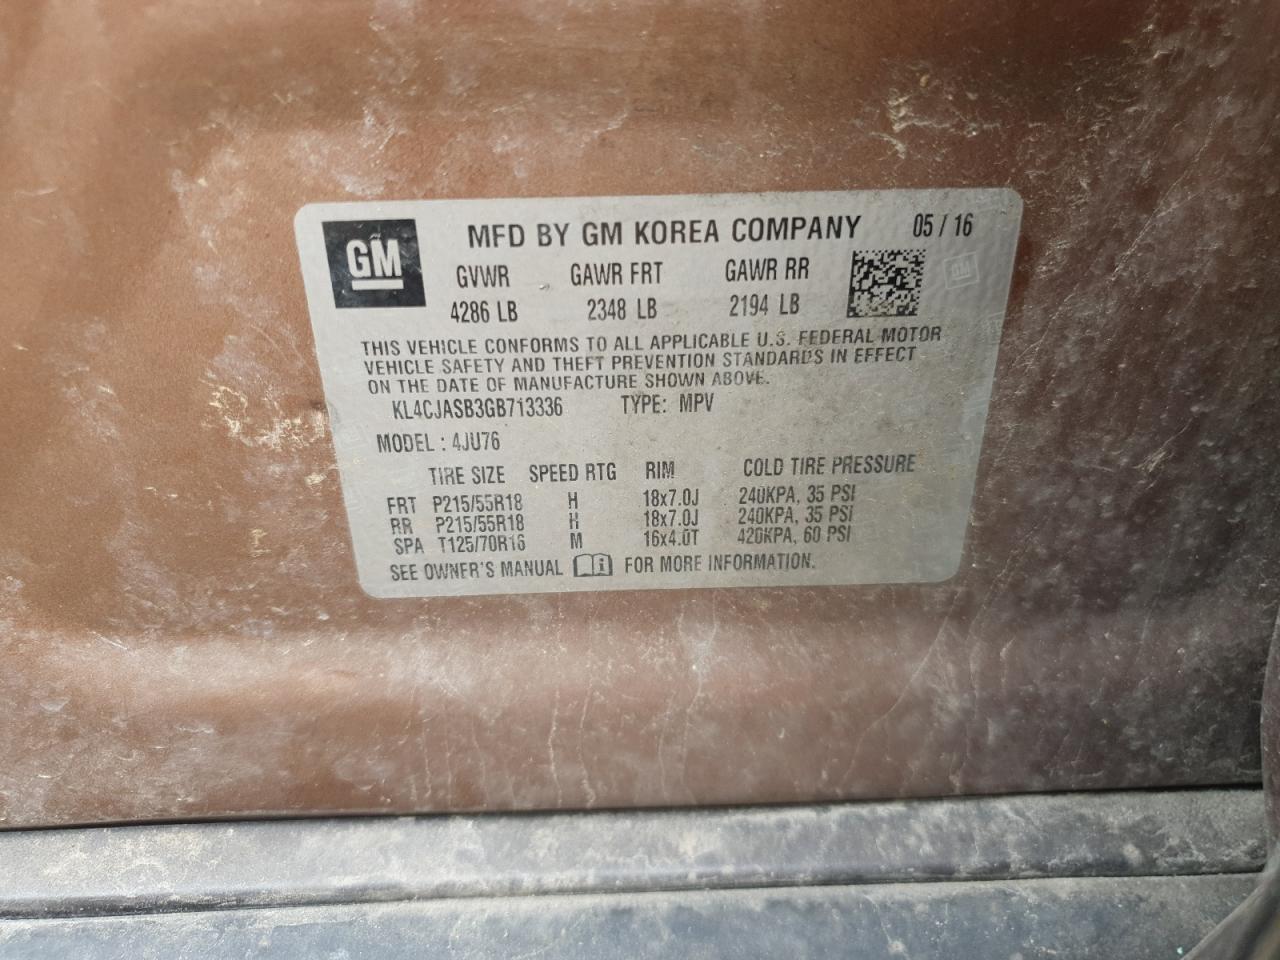 GM
MFD BY GM KOREA COMPANY 05 / 16
GVWR GAWR FRT GAWR RR
4286 LB 2348 LB 2194 LB
THIS VEHICLE CONFORMS TO ALL APPLICABLE U.S. FEDERAL MOTOR
VEHICLE SAFETY AND THEFT PREVENTION STANDARDS IN EFFECT
ON THE DATE OF MANUFACTURE SHOWN ABOVE.
KL4CJASB3GB713336 TYPE: MPV
MODEL : 4JU76
TIRE SIZE SPEED RTG RIM COLD TIRE PRESSURE
FRT P215/55R18 H 18x7.0J 240KPA, 35 PSI
RR P215/55R18 H 18x7.0J 240KPA, 35 PSI
SPA T125/70R16 M 16x4.0T 420KPA, 60 PSI
SEE OWNER'S MANUAL FOR MORE INFORMATION.